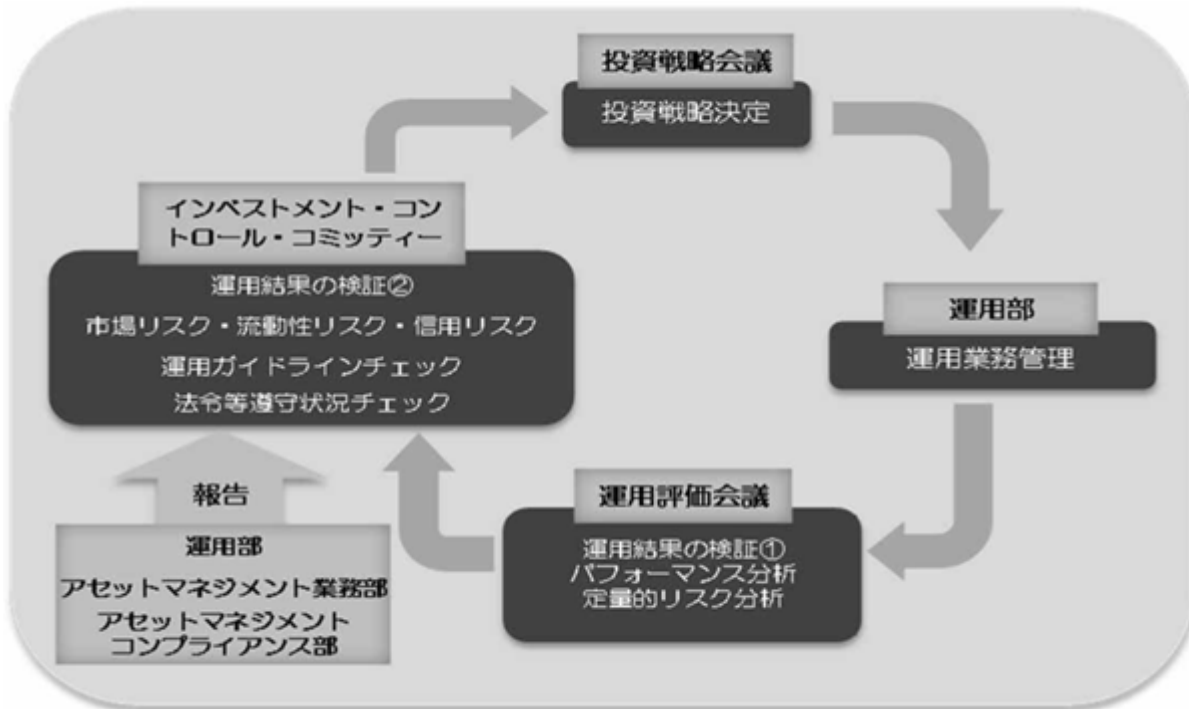 投資戦略会議
投資戦略決定
インベストメント・コン
トロール・コミッティー
運用結果の検証②
市場リスク・流動性リスク・信用リスク
運用ガイドラインチェック
法令等遵守状況チェック
運用部
運用業務管理
運用評価会議
運用結果の検証①
パフォーマンス分析
定量的リスク分析
報告
運用部
アセットマネジメント業務部
アセットマネジメント
コンプライアンス部